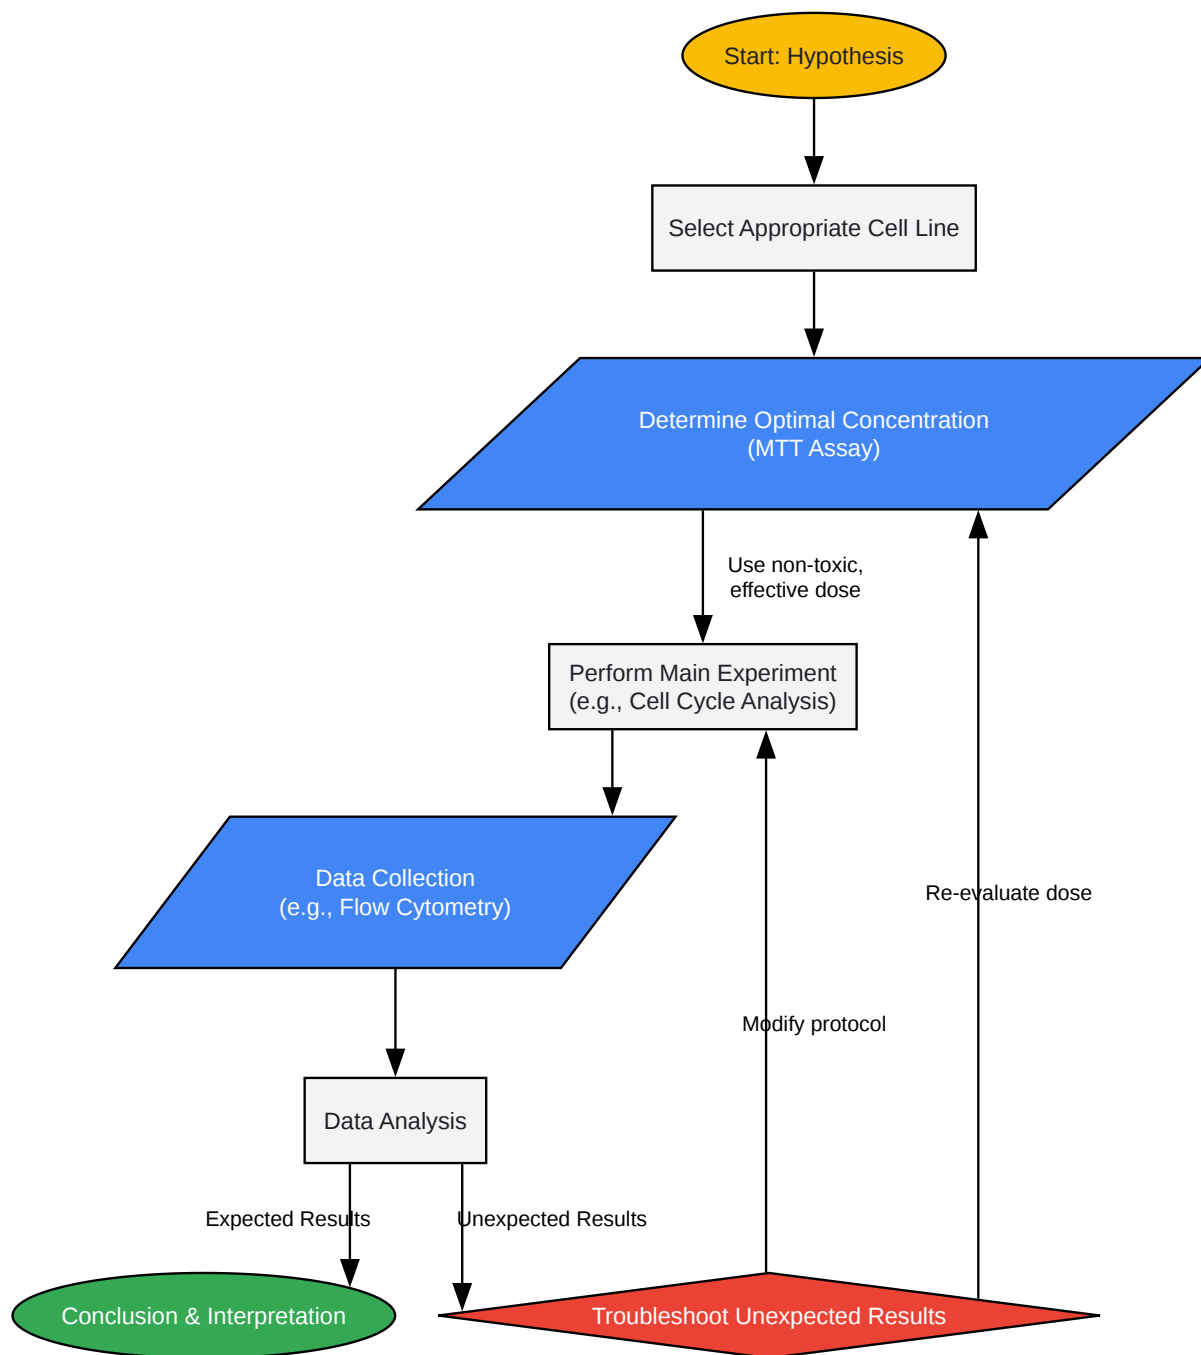 Start: Hypothesis
Select Appropriate Cell Line
Determine Optimal Concentration
(MTT Assay)
Use non-toxic,
effective dose
Perform Main Experiment
(e.g., Cell Cycle Analysis)
Data Collection
(e.g., Flow Cytometry)
Re-evaluate dose
Modify protocol
Data Analysis
Expected Results
Unexpected Results
Conclusion & Interpretation
Troubleshoot Unexpected Results